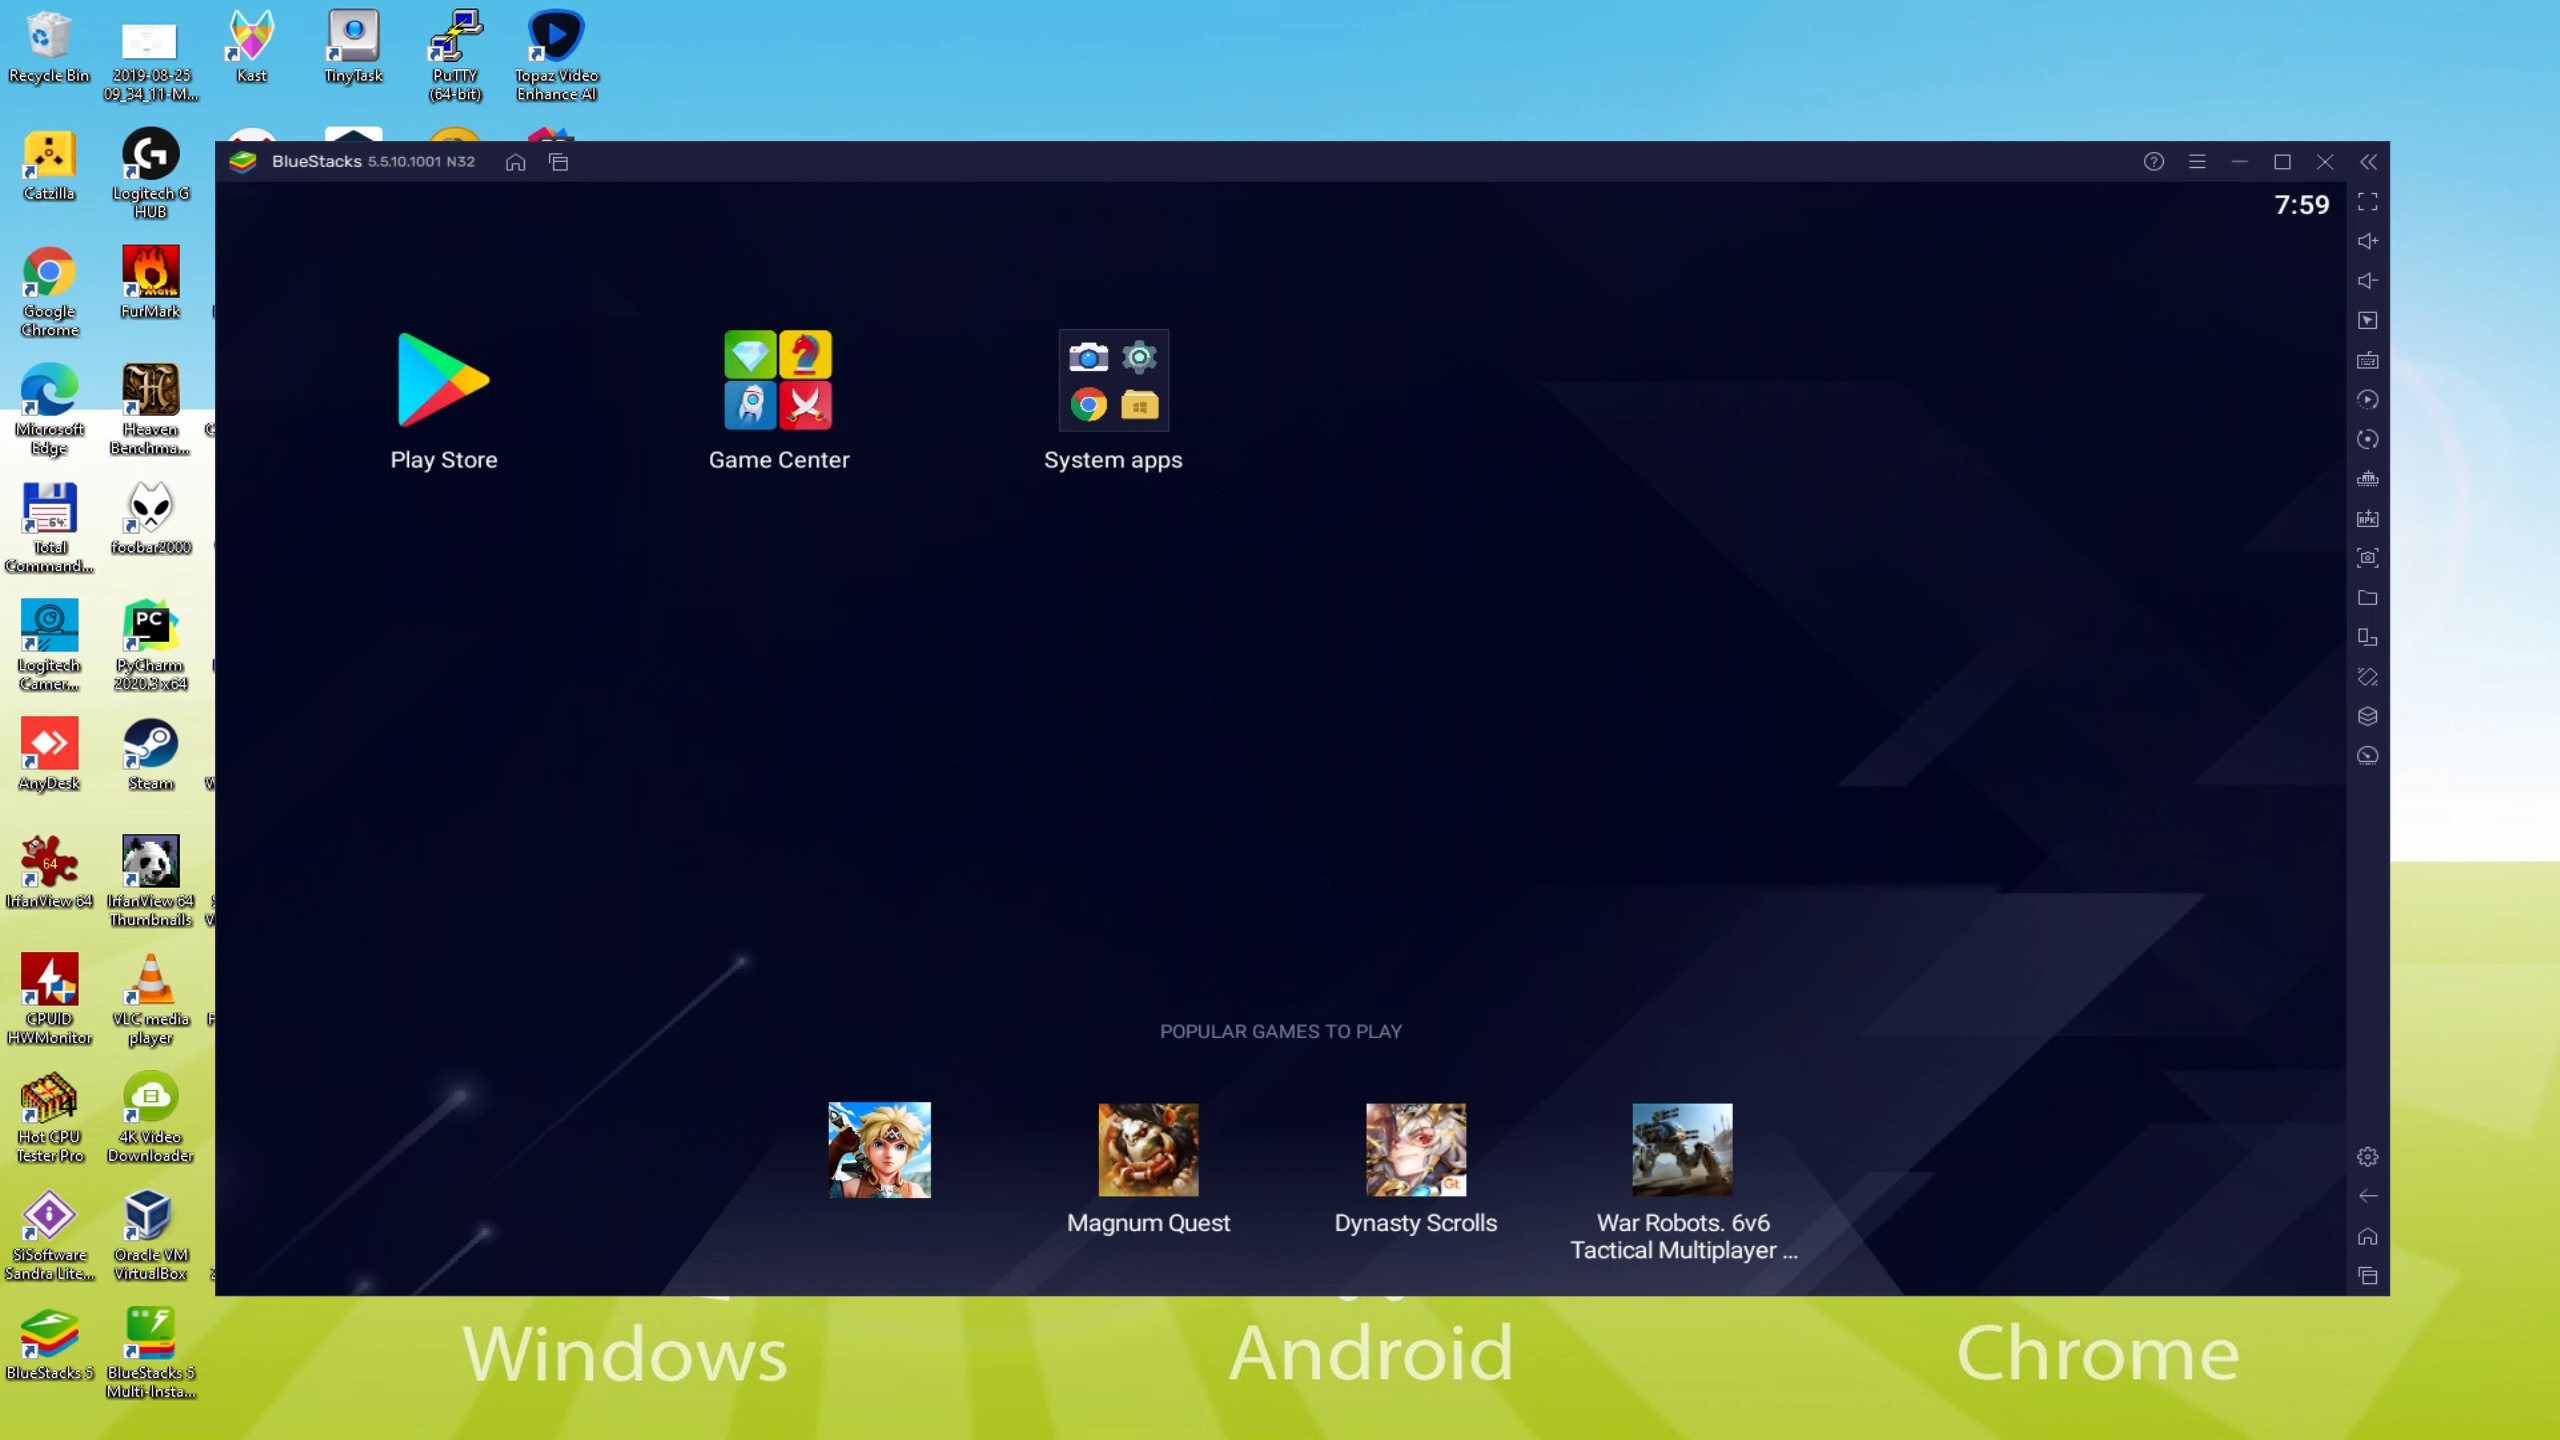 Recycle Bin
2019-08-25
09_34_11-M...
Kast
TinyTask
PuTTY
(64-bit)
Topaz Video
Enhance AI
Catzilla
Logitech G
HUB
Google
Chrome
FurMark
Microsoft
Edge
Heaven
Benchma...
Total
Command...
foobar2000
Logitech
Camer...
PyCharm
2020.3 x64
AnyDesk
Steam
IrfanView 64
IrfanView 64
Thumbnails
CPUID
HWMonitor
VLC media
player
Hot CPU
Tester Pro
4K Video
Downloader
SiSoftware
Sandra Lite...
Oracle VM
VirtualBox
BlueStacks 5
BlueStacks 5
Multi-Insta...
BlueStacks 5.5.10.1001 N32
7:59
Play Store
Game Center
System apps
POPULAR GAMES TO PLAY
Magnum Quest
Dynasty Scrolls
War Robots. 6v6
Tactical Multiplayer ...
Windows
Android
Chrome